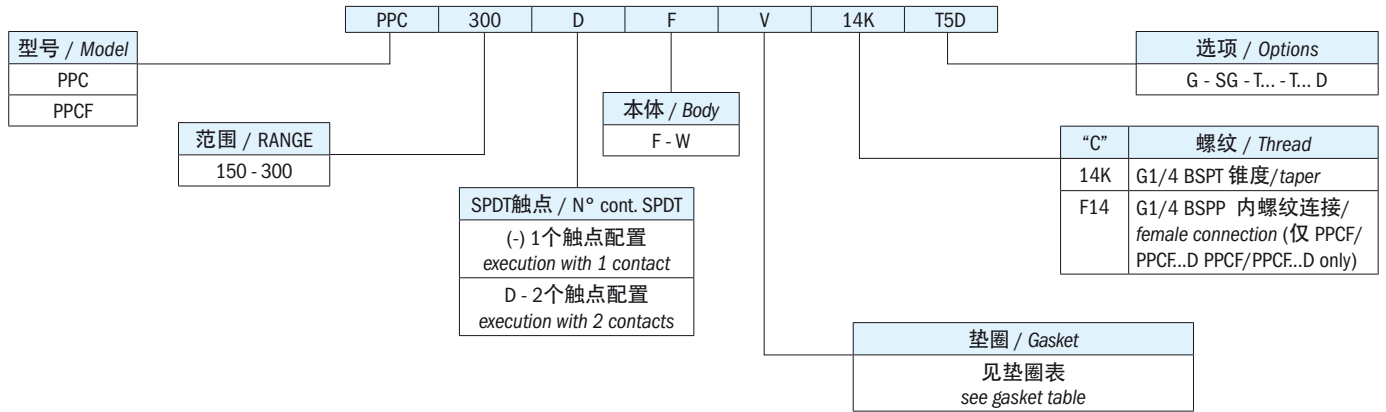 PPC 300 D F V 14K T5D
型号 / Model
PPC
PPCF
范围 / RANGE
150 - 300
SPDT触点 / N° cont. SPDT
(-) 1个触点配置
execution with 1 contact
D - 2个触点配置
execution with 2 contacts
本体 / Body
F - W
垫圈 / Gasket
见垫圈表
see gasket table
“C” 螺纹 / Thread
14K G1/4 BSPT 锥度/taper
F14 G1/4 BSPP 内螺纹连接/
female connection (仅 PPCF/
PPCF...D PPCF/PPCF...D only)
选项 / Options
G - SG - T... - T... D